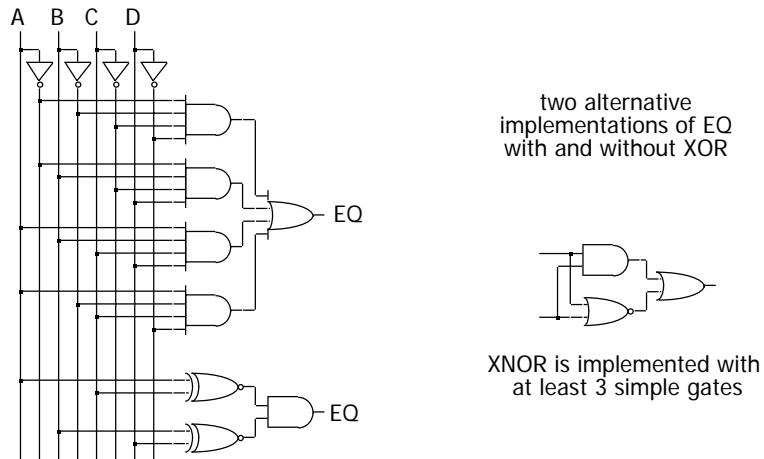 A B C D
two alternative
implementations of EQ
with and without XOR
EQ
XNOR is implemented with
at least 3 simple gates
EQ